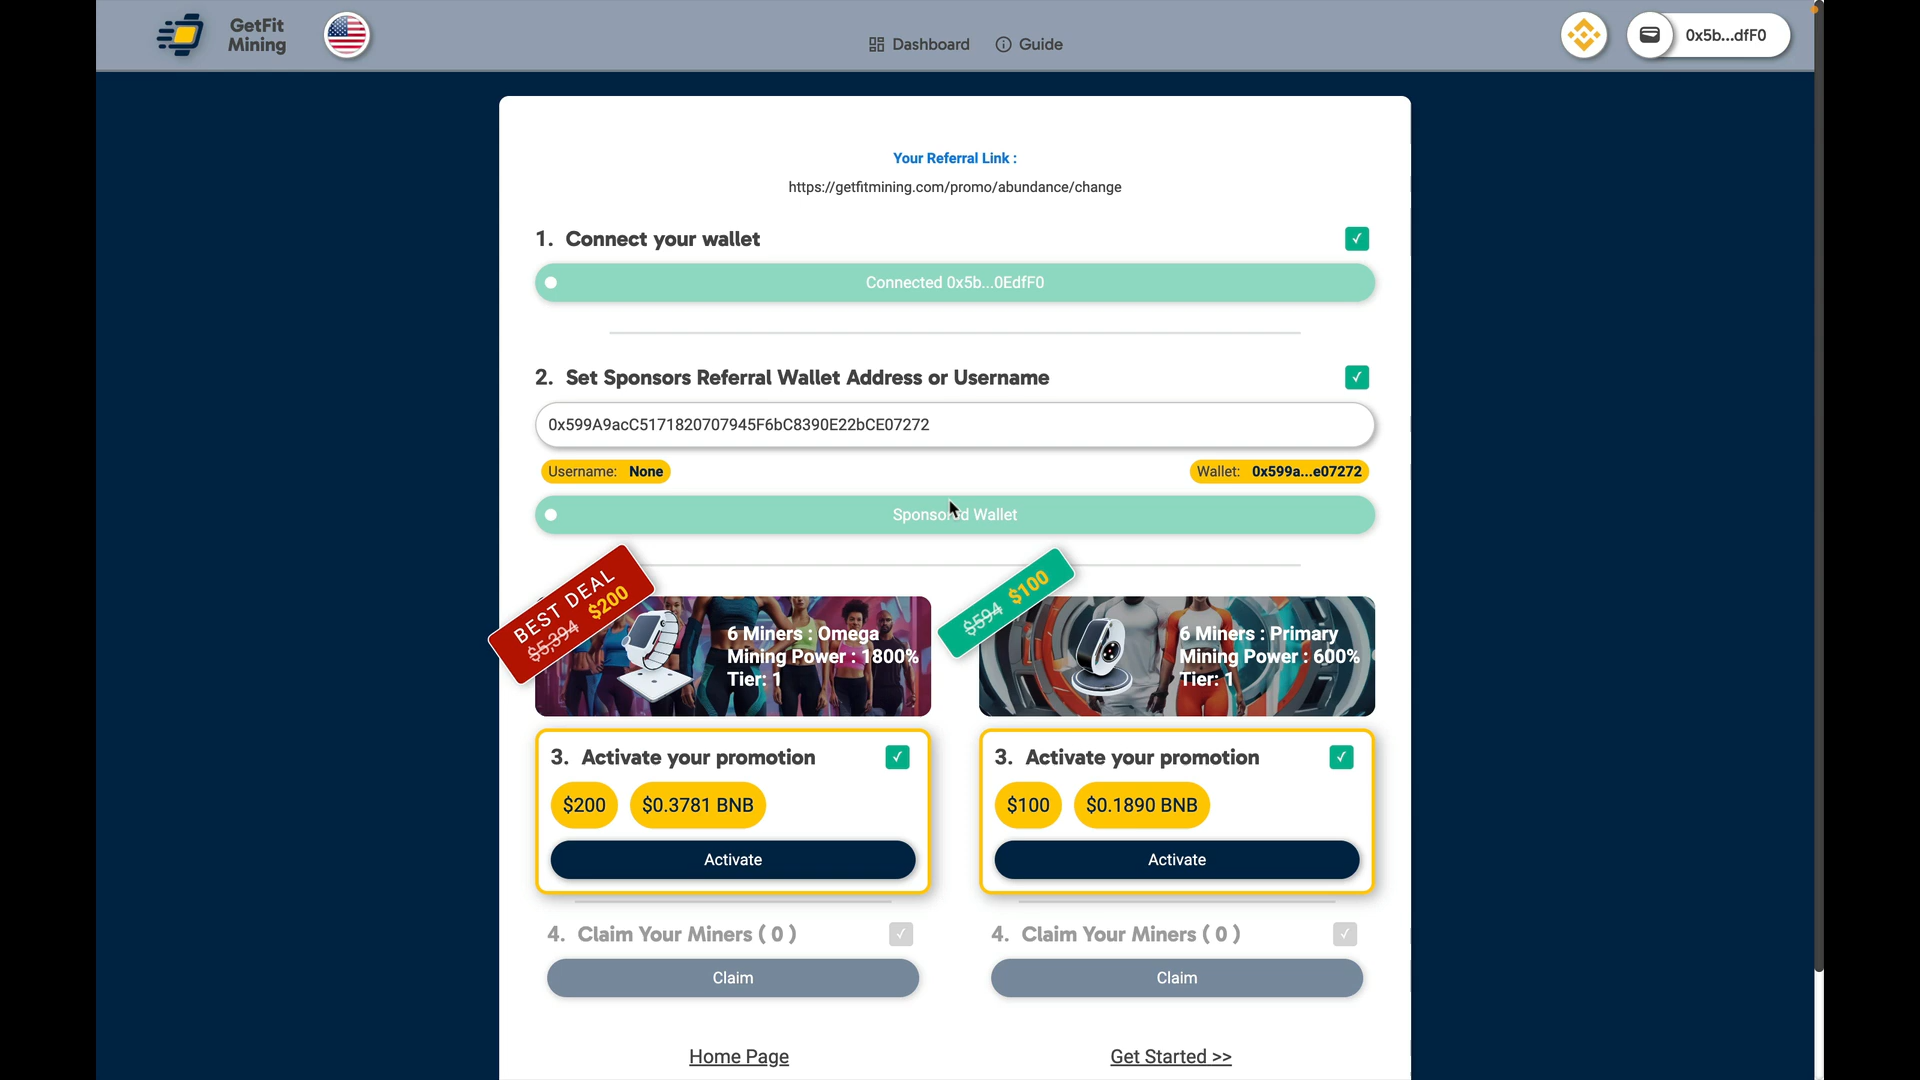 GetFit
Mining
Dashboard
Guide
0x5b...dfF0
Your Referral Link :
https://getfitmining.com/promo/abundance/change
1. Connect your wallet
Connected 0x5b...0EdfF0
2. Set Sponsors Referral Wallet Address or Username
0x599A9acC5171820707945F6bC8390E22bCE07272
Username: None
Wallet: 0x599a...e07272
Sponsored Wallet
BEST DEAL
$5,394 $200
$594 $100
6 Miners : Omega
Mining Power : 1800%
Tier: 1
6 Miners : Primary
Mining Power : 600%
Tier: 1
3. Activate your promotion
$200 $0.3781 BNB
Activate
3. Activate your promotion
$100 $0.1890 BNB
Activate
4. Claim Your Miners ( 0 )
Claim
4. Claim Your Miners ( 0 )
Claim
Home Page
Get Started >>